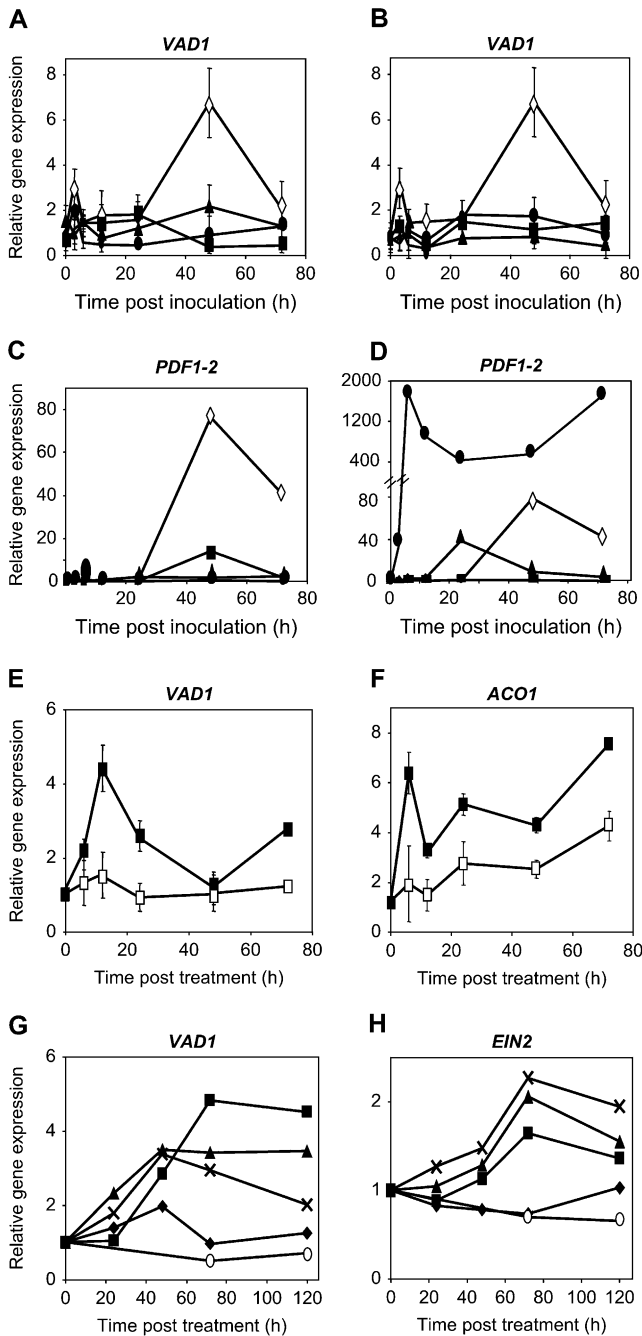 A
VAD1
Relative gene expression
8
6
4
2
0
0 20 40 60 80
Time post inoculation (h)
B
VAD1
8
6
4
2
0
0 20 40 60 80
Time post inoculation (h)
C
PDF1-2
Relative gene expression
80
60
40
20
0
0 20 40 60 80
Time post inoculation (h)
D
PDF1-2
2000
1200
400
80
40
0
0 20 40 60 80
Time post inoculation (h)
E
VAD1
Relative gene expression
6
4
2
0
0 20 40 60 80
Time post treatment (h)
F
ACO1
8
6
4
2
0
0 20 40 60 80
Time post treatment (h)
G
VAD1
Relative gene expression
6
4
2
0
0 20 40 60 80 100 120
Time post treatment (h)
H
EIN2
2
1
0
0 20 40 60 80 100 120
Time post treatment (h)